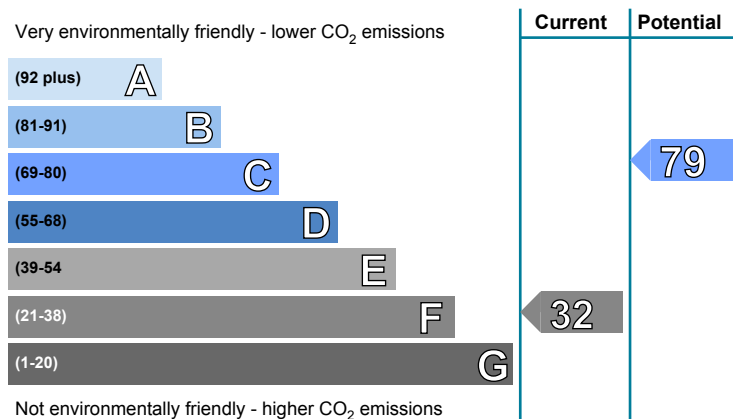 Current Potential
Very environmentally friendly - lower CO2 emissions
(92 plus) A
(81-91) B
(69-80) C
79
(55-68) D
(39-54 E
(21-38) F
32
(1-20) G
Not environmentally friendly - higher CO2 emissions